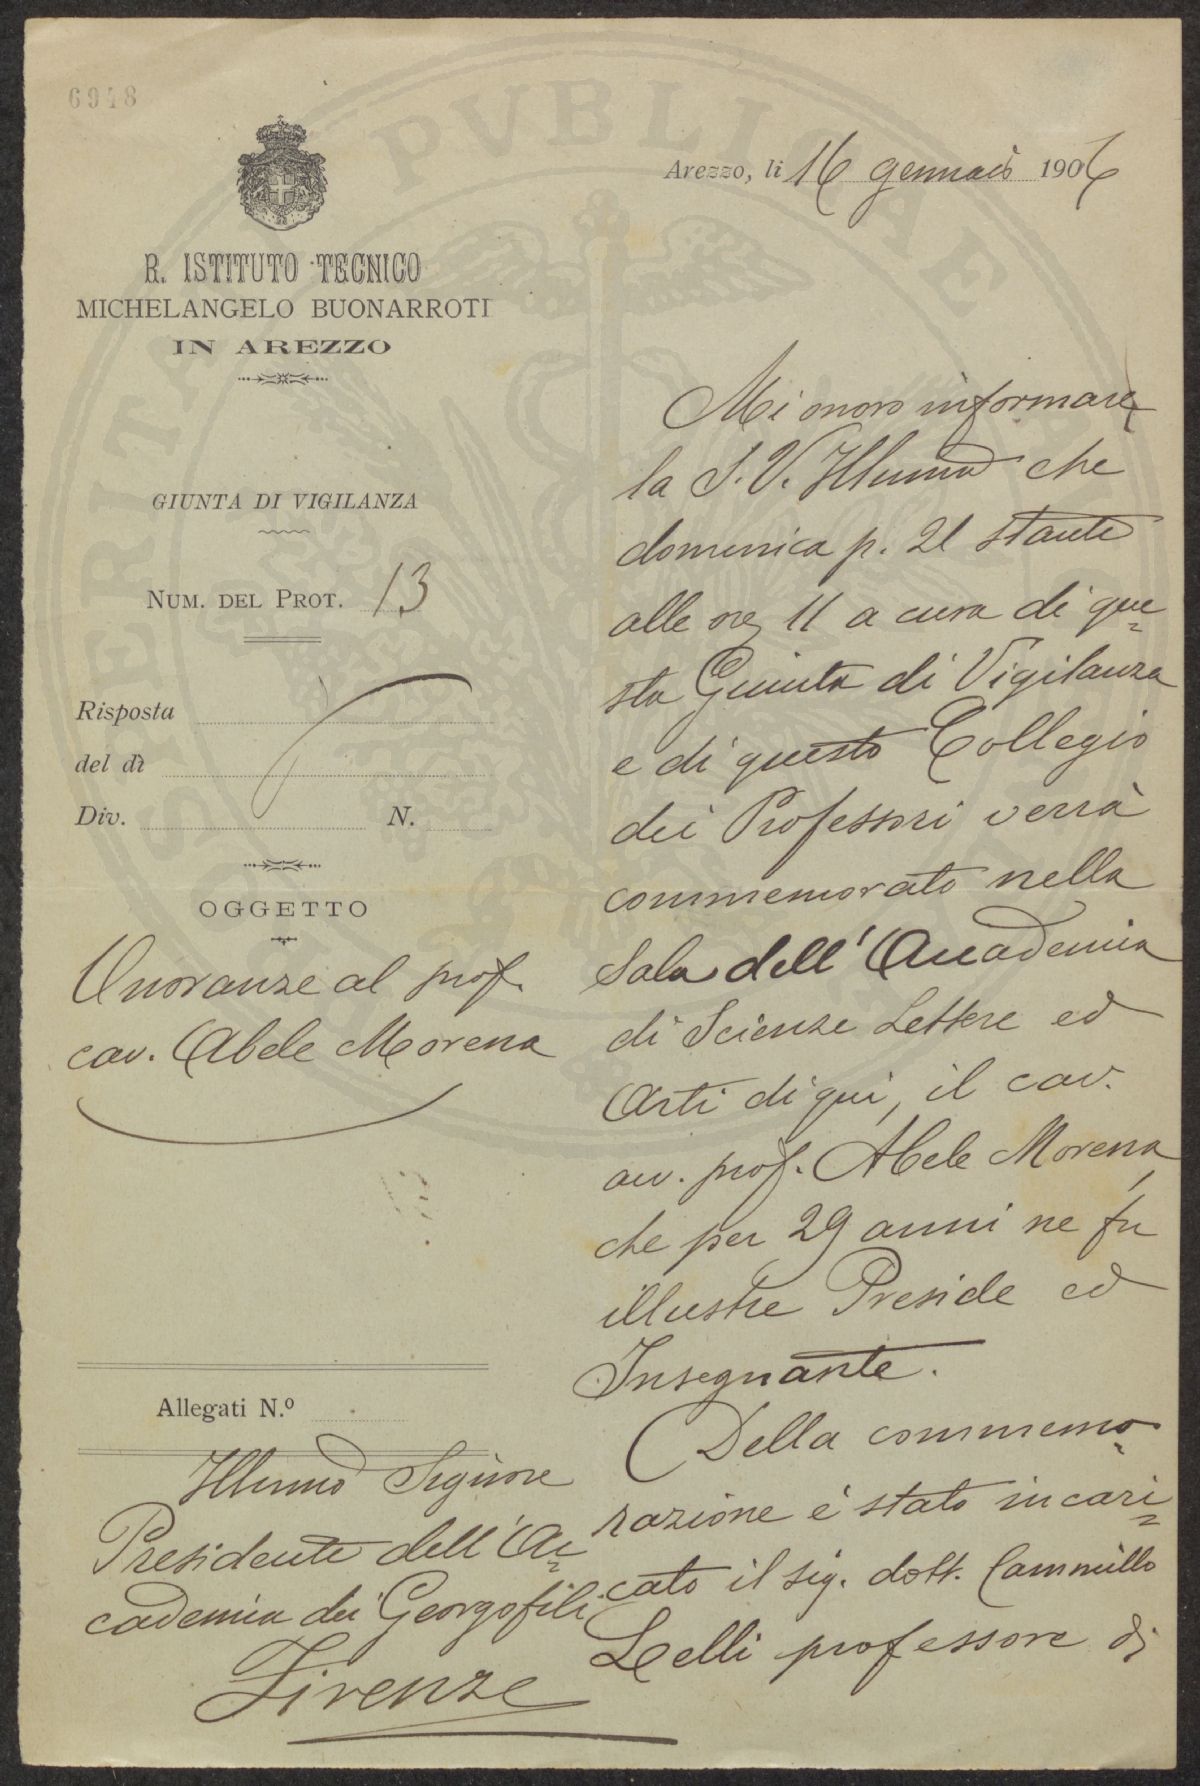 6948
Arezzo, li 16 gennaio 1906
R. ISTITUTO TECNICO
MICHELANGELO BUONARROTI
IN AREZZO
GIUNTA DI VIGILANZA
NUM. DEL PROT. 13
Risposta
del dì
Div. N.
OGGETTO
Onoranze al prof.
cav. Abele Morena
Allegati N.º
Illumo Signore
Presidente dell'Ac=
cademia dei Georgofili
Firenze
Mi onoro informare
la S. V. Illuma che
domenica p. 21 stante
alle ore 11 a cura di que=
sta Giunta di Vigilanza
e di questo Collegio
dei Professori verrà
commemorato nella
Sala dell'Accademia
di Scienze Lettere ed
Arti di qui, il cav.
avv. prof. Abele Morena,
che per 29 anni ne fu
illustre Preside ed
Insegnante.
Della commemo=
razione è stato incari=
cato il sig. dott. Cammillo
Lelli professore di